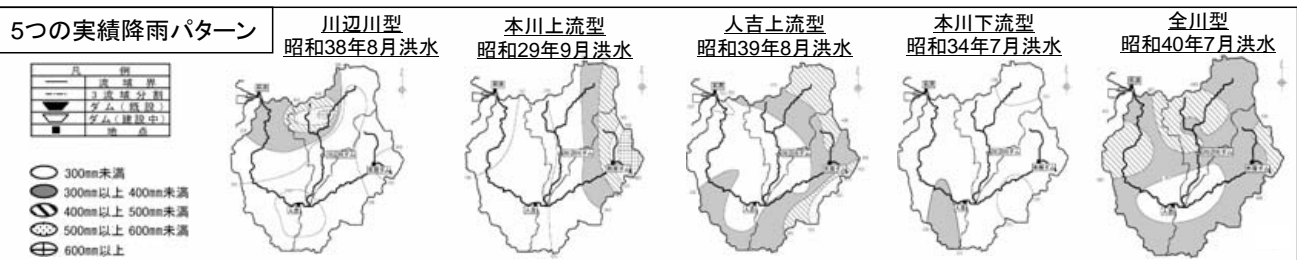 5つの実績降雨パターン
川辺川型
昭和38年8月洪水
本川上流型
昭和29年9月洪水
人吉上流型
昭和39年8月洪水
本川下流型
昭和34年7月洪水
全川型
昭和40年7月洪水
凡 例
流 域 界
3 流 域 分 割
ダム(既設)
ダム(建設中)
地 点
300mm未満
300mm以上 400mm未満
400mm以上 500mm未満
500mm以上 600mm未満
600mm以上